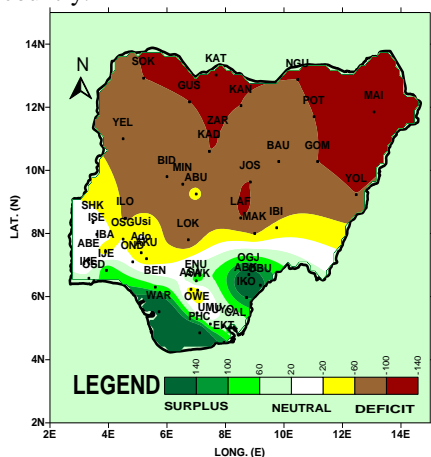 14N
12N
10N
8N
6N
4N
2N
LAT. (N)
N
SOK
KAT
GUS
KAN
NGU
POT
MAI
ZAR
KAD
YEL
BID
MIN
ABU
JOS
BAU
GOM
YOL
LAF
MAK
IBI
SHK
ISE
ILO
OSG
Usi
LOK
IBA
Ado
AKU
ABE
OND
IJE
IKE
OSD
BEN
ENU
AWK
OGJ
ABK
IKO
WAR
OWE
UMU
UYO
CAL
PHC
EKT
LEGEND
140
100
60
20
-20
-60
-100
-140
SURPLUS
NEUTRAL
DEFICIT
2E
4E
6E
8E
10E
12E
14E
LONG. (E)